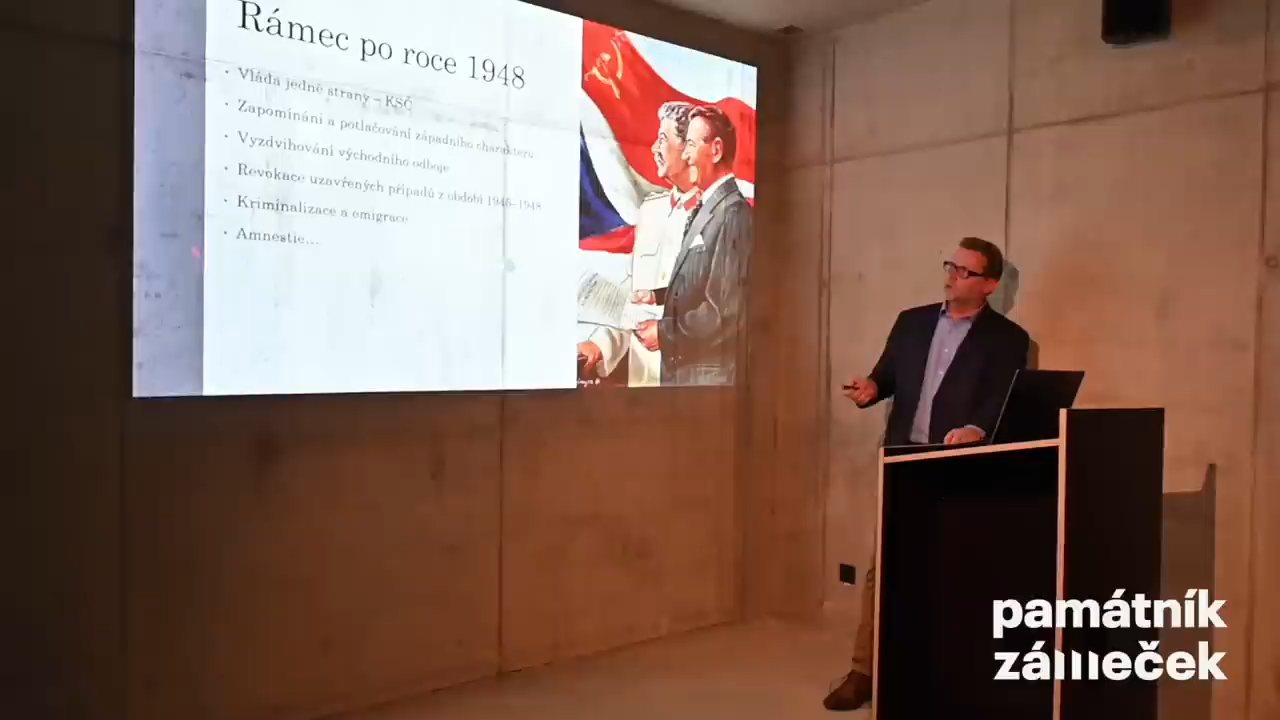 Rámec po roce 1948
• Vláda jedné strany – KSČ
• Zapomínání a potlačování západního charakteru
• Vyzdvihování východního odboje
• Revokace uzavřených případů z období 1945–1948
• Kriminalizace a emigrace
• Amnestie...
památník
zámeček